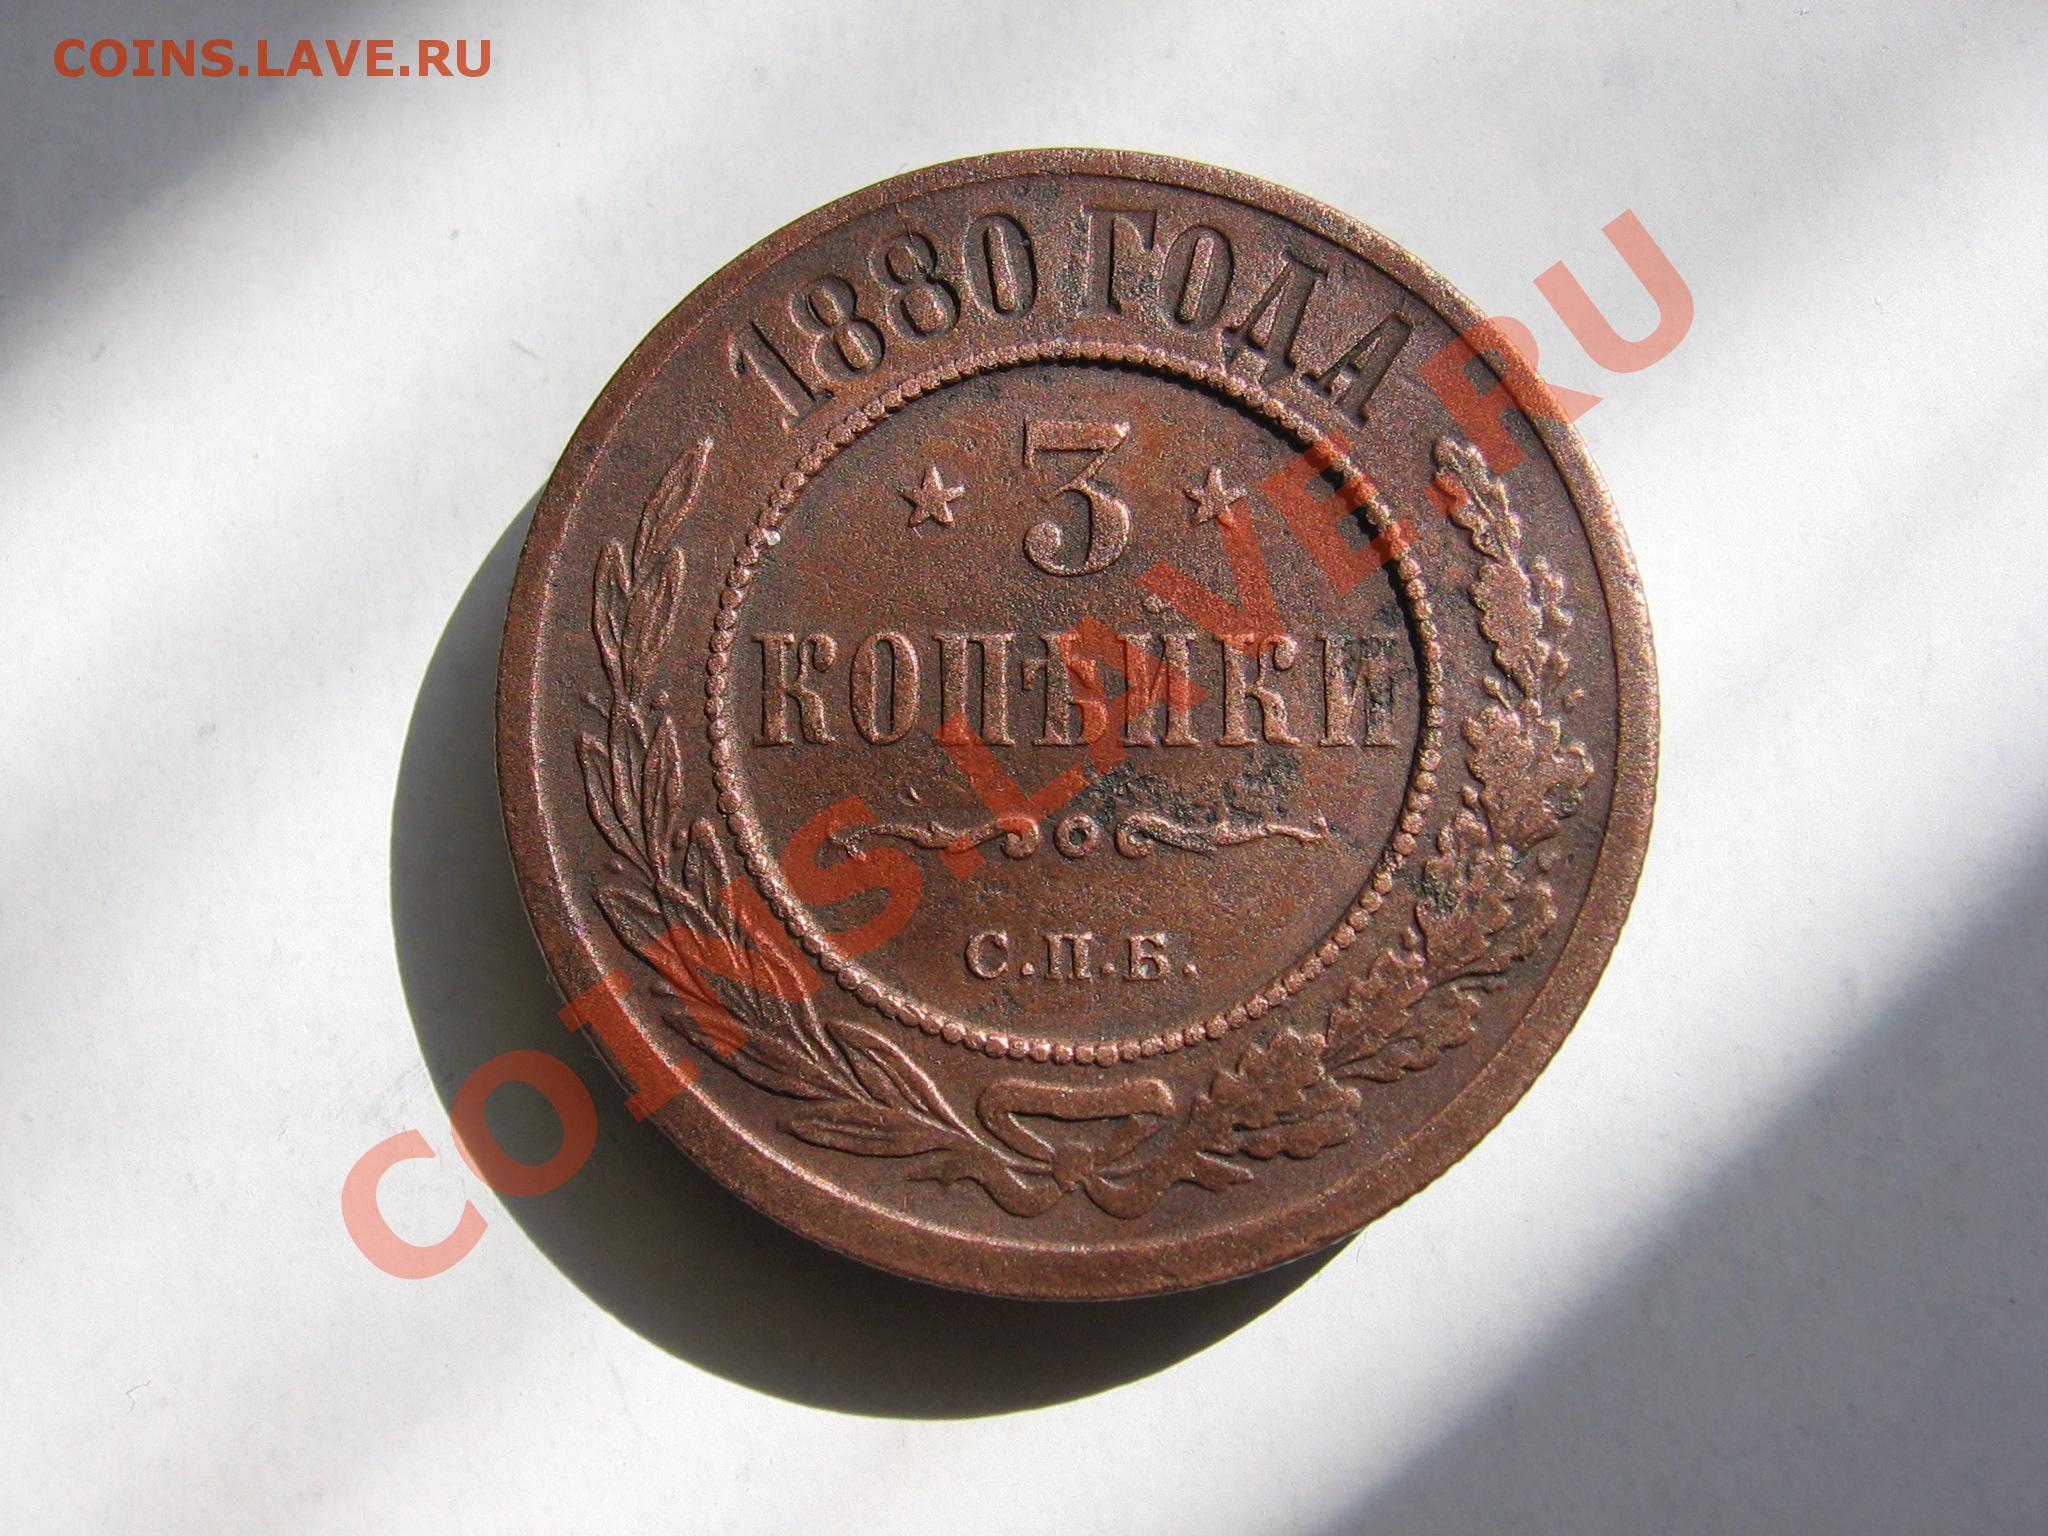 COINS.LAVE.RU
1880 ГОДА
3
КОПѢЙКИ
С.П.Б.
COINS.LAVE.RU